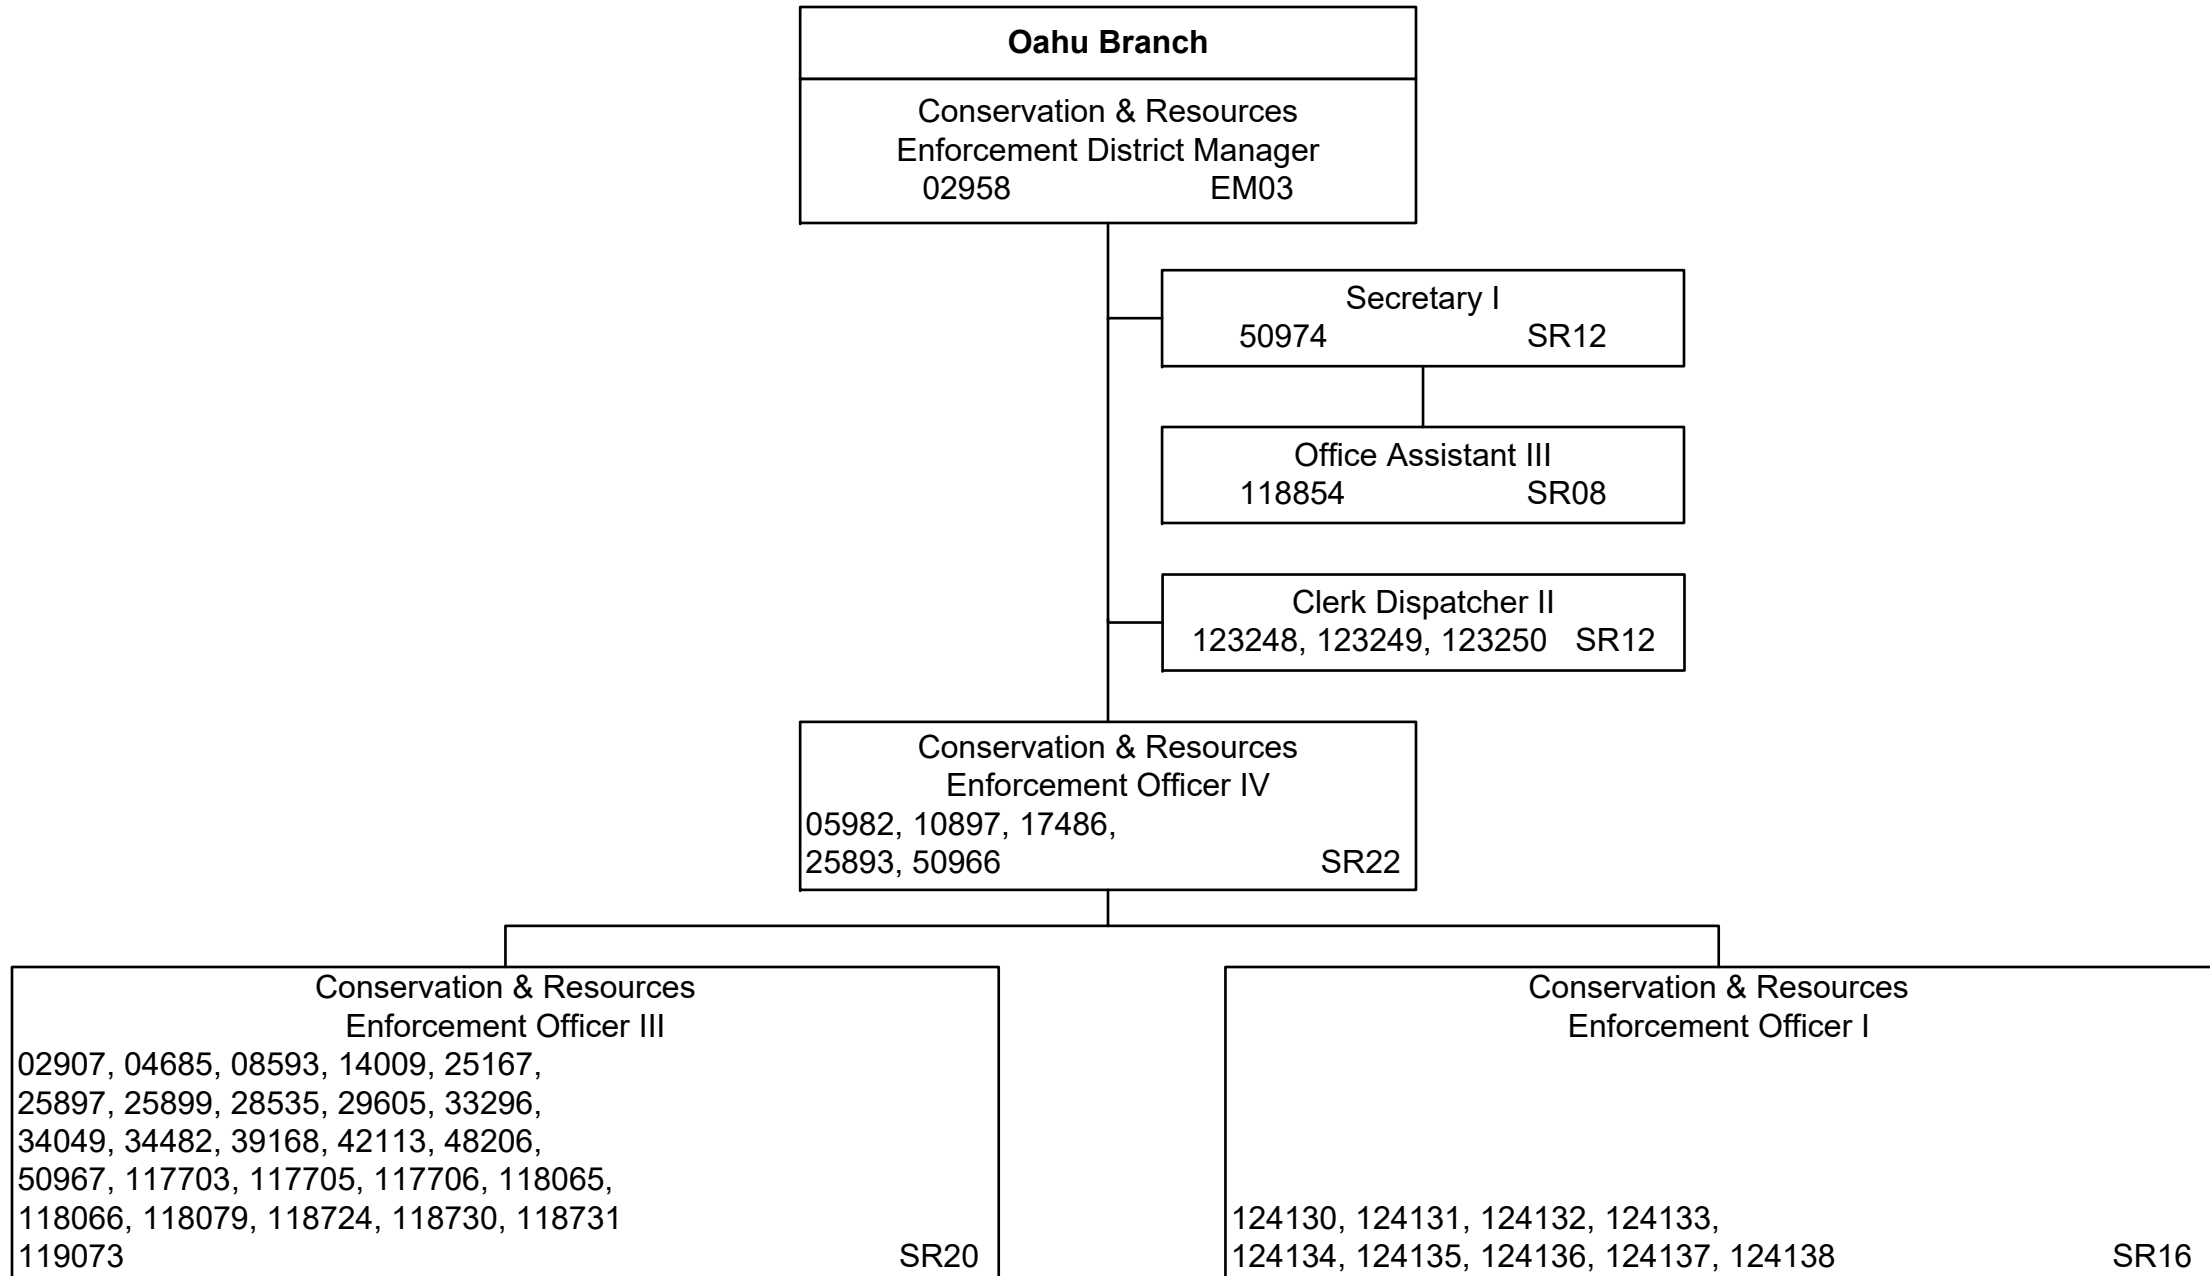 Oahu Branch
Conservation & Resources
Enforcement District Manager
02958 EM03
Secretary I
50974 SR12
Office Assistant III
118854 SR08
Clerk Dispatcher II
123248, 123249, 123250 SR12
Conservation & Resources
Enforcement Officer IV
05982, 10897, 17486,
25893, 50966 SR22
Conservation & Resources
Enforcement Officer III
02907, 04685, 08593, 14009, 25167,
25897, 25899, 28535, 29605, 33296,
34049, 34482, 39168, 42113, 48206,
50967, 117703, 117705, 117706, 118065,
118066, 118079, 118724, 118730, 118731
119073 SR20
Conservation & Resources
Enforcement Officer I
124130, 124131, 124132, 124133,
124134, 124135, 124136, 124137, 124138 SR16